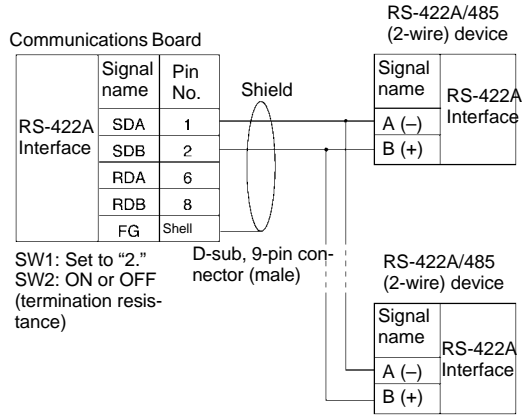 RS-422A/485
(2-wire) device
Communications Board
Signal
name
Pin
No.
Shield
Signal
name
RS-422A
Interface
RS-422A
Interface
SDA 1
SDB 2
RDA 6
RDB 8
FG Shell
A (–)
B (+)
SW1: Set to “2.”
SW2: ON or OFF
(termination resis-
tance)
D-sub, 9-pin con-
nector (male)
RS-422A/485
(2-wire) device
Signal
name
RS-422A
Interface
A (–)
B (+)